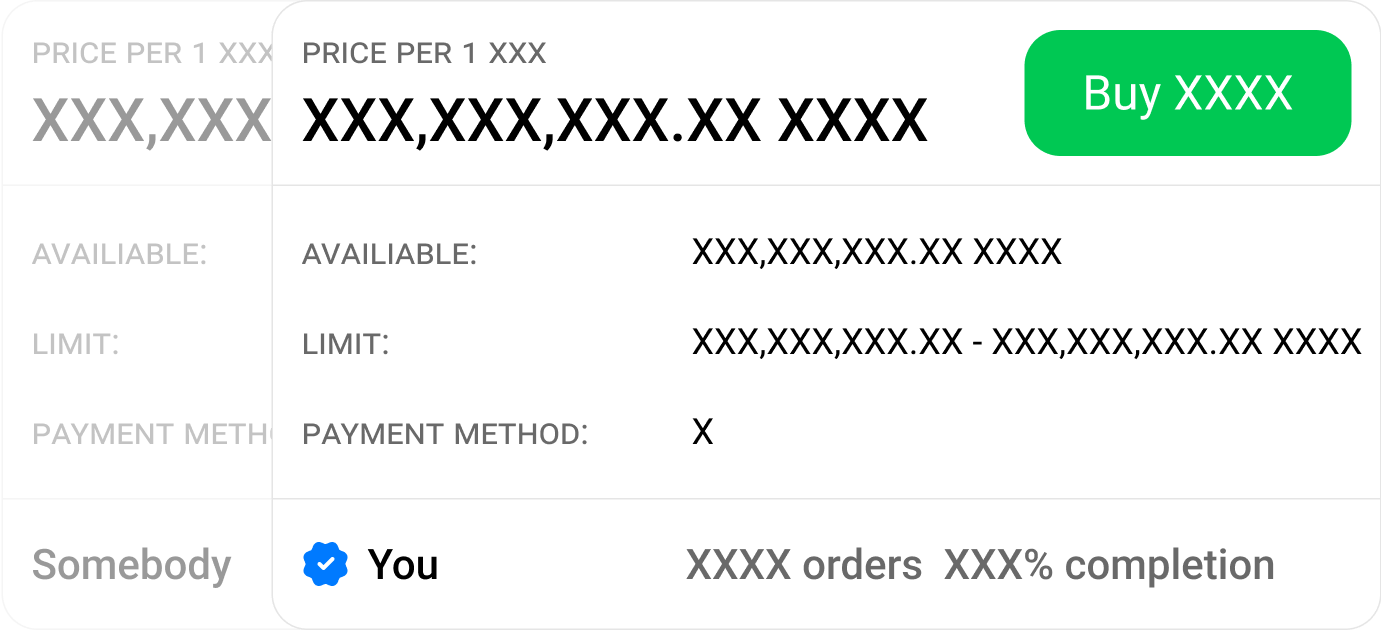 PRICE PER 1 XXX
XXX,XXX
AVAILIABLE:
LIMIT:
PAYMENT METH
Somebody
PRICE PER 1 XXX
XXX,XXX,XXX.XX XXXX
Buy XXXX
AVAILIABLE:
XXX,XXX,XXX.XX XXXX
LIMIT:
XXX,XXX,XXX.XX - XXX,XXX,XXX.XX XXXX
PAYMENT METHOD:
X
You
XXXX orders XXX% completion